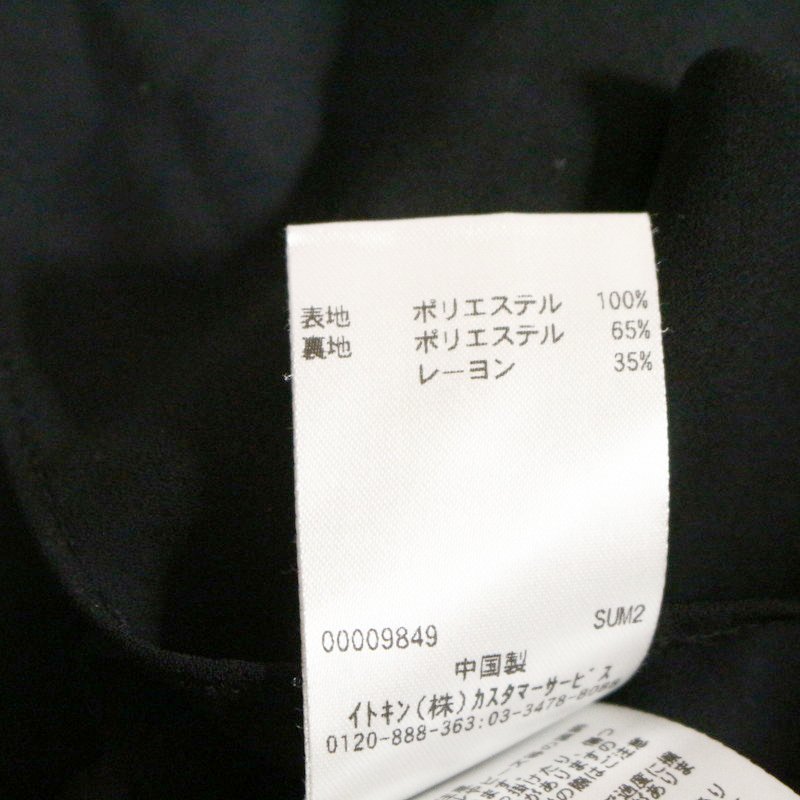 表地 ポリエステル 100%
裏地 ポリエステル 65%
レーヨン 35%
00009849 SUM2
中国製
イトキン(株)カスタマーサービス
0120-888-363:03-3478-8088